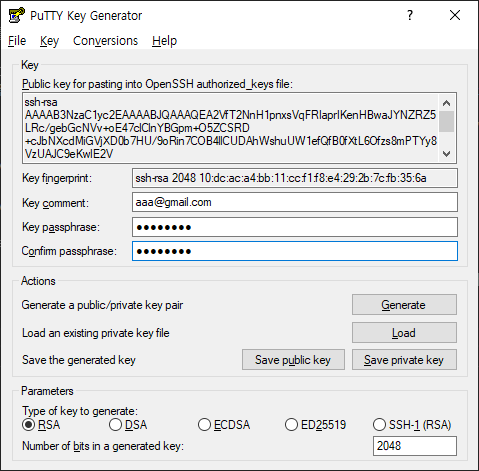 PuTTY Key Generator
File Key Conversions Help
Key
Public key for pasting into OpenSSH authorized_keys file:
ssh-rsa
AAAAB3NzaC1yc2EAAAABJQAAAQEA2VfT2NnH1pnxsVqFRIaprIKenHBwaJYNZRZ5
LRc/gebGcNVv+oE47clClnYBGpm+O5ZCSRD
+cJbNXcdMiGVjXD0b7HU/9oRin7COB4IICUDAhWshuUW1efQfB0fXtL6Ofzs8mPTYy8
VzUAJC9eKwIE2V
Key fingerprint: ssh-rsa 2048 10:dc:ac:a4:bb:11:cc:f1:f8:e4:29:2b:7c:fb:35:6a
Key comment: aaa@gmail.com
Key passphrase: ●●●●●●●●
Confirm passphrase: ●●●●●●●●
Actions
Generate a public/private key pair Generate
Load an existing private key file Load
Save the generated key Save public key Save private key
Parameters
Type of key to generate:
RSA DSA ECDSA ED25519 SSH-1 (RSA)
Number of bits in a generated key: 2048